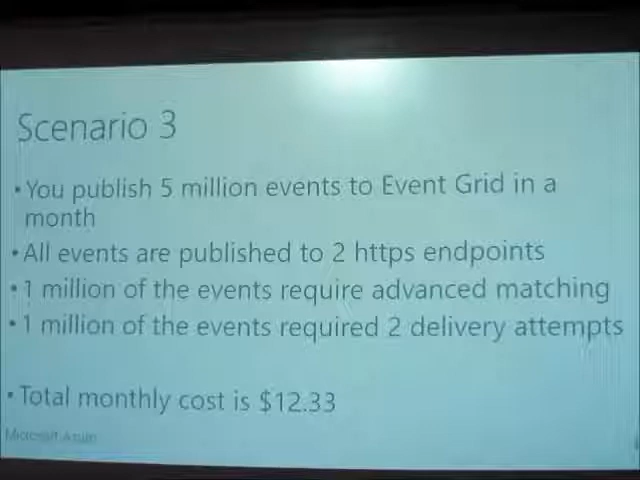 Scenario 3
•You publish 5 million events to Event Grid in a
month
•All events are published to 2 https endpoints
•1 million of the events require advanced matching
•1 million of the events required 2 delivery attempts
•Total monthly cost is $12.33
Microsoft Azure